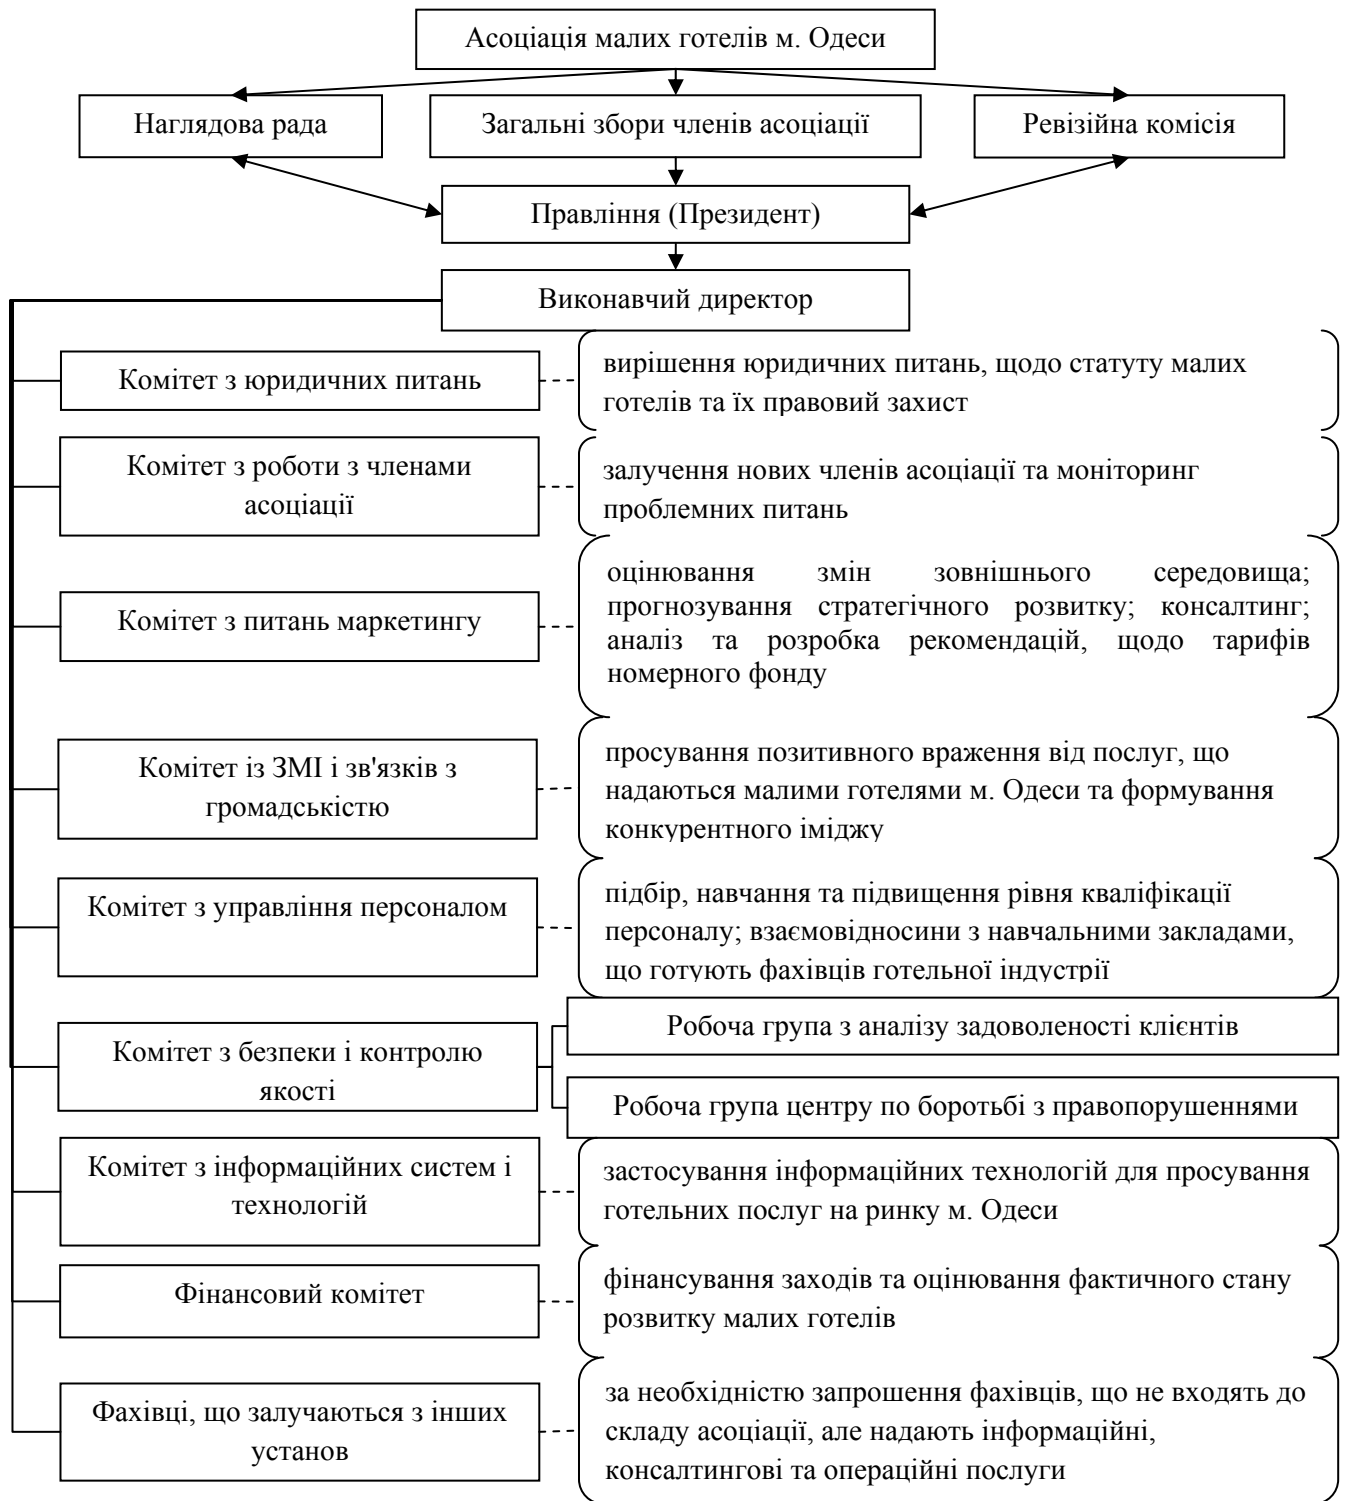 Асоціація малих готелів м. Одеси
Наглядова рада
Загальні збори членів асоціації
Ревізійна комісія
Правління (Президент)
Виконавчий директор
Комітет з юридичних питань
вирішення юридичних питань, щодо статуту малих
готелів та їх правовий захист
Комітет з роботи з членами
асоціації
залучення нових членів асоціації та моніторинг
проблемних питань
Комітет з питань маркетингу
оцінювання змін зовнішнього середовища;
прогнозування стратегічного розвитку; консалтинг;
аналіз та розробка рекомендацій, щодо тарифів
номерного фонду
Комітет із ЗМІ і зв'язків з
громадськістю
просування позитивного враження від послуг, що
надаються малими готелями м. Одеси та формування
конкурентного іміджу
Комітет з управління персоналом
підбір, навчання та підвищення рівня кваліфікації
персоналу; взаємовідносини з навчальними закладами,
що готують фахівців готельної індустрії
Комітет з безпеки і контролю
якості
Робоча група з аналізу задоволеності клієнтів
Робоча група центру по боротьбі з правопорушеннями
Комітет з інформаційних систем і
технологій
застосування інформаційних технологій для просування
готельних послуг на ринку м. Одеси
Фінансовий комітет
фінансування заходів та оцінювання фактичного стану
розвитку малих готелів
Фахівці, що залучаються з інших
установ
за необхідністю запрошення фахівців, що не входять до
складу асоціації, але надають інформаційні,
консалтингові та операційні послуги